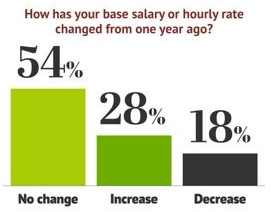 How has your base salary or hourly rate
changed from one year ago?
54%
28%
18%
No change
Increase
Decrease